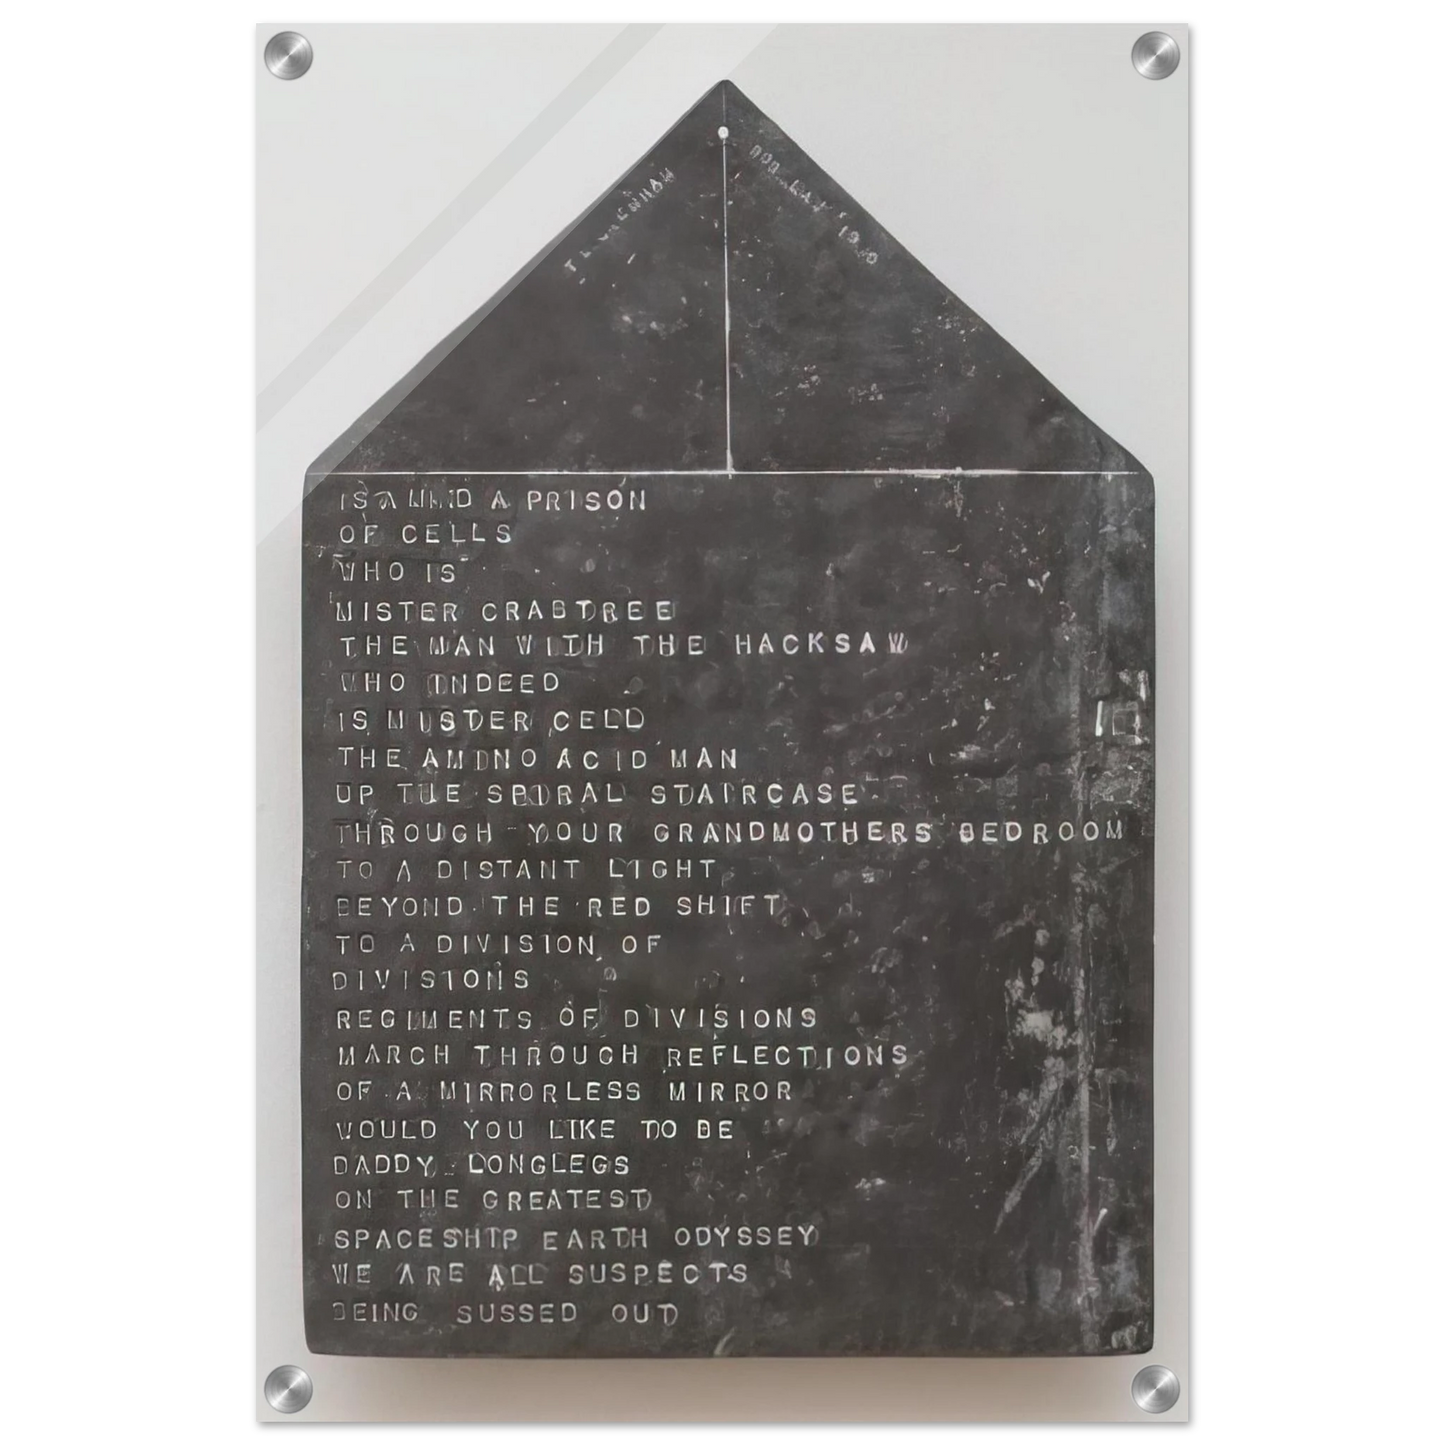 IS A MIND A PRISON
OF CELLS
WHO IS
MISTER CRABTREE
THE MAN WITH THE HACKSAW
WHO INDEED
IS MISTER CELL
THE AMINO ACID MAN
UP THE SPIRAL STAIRCASE
THROUGH YOUR GRANDMOTHERS BEDROOM
TO A DISTANT LIGHT
BEYOND THE RED SHIFT
TO A DIVISION OF
DIVISIONS
REGIMENTS OF DIVISIONS
MARCH THROUGH REFLECTIONS
OF A MIRRORLESS MIRROR
WOULD YOU LIKE TO BE
DADDY LONGLEGS
ON THE GREATEST
SPACESHIP EARTH ODYSSEY
WE ARE ALL SUSPECTS
BEING SUSSED OUT